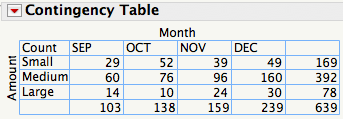 Contingency Table
Month
Count SEP OCT NOV DEC
Amount
Small 29 52 39 49 169
Medium 60 76 96 160 392
Large 14 10 24 30 78
103 138 159 239 639